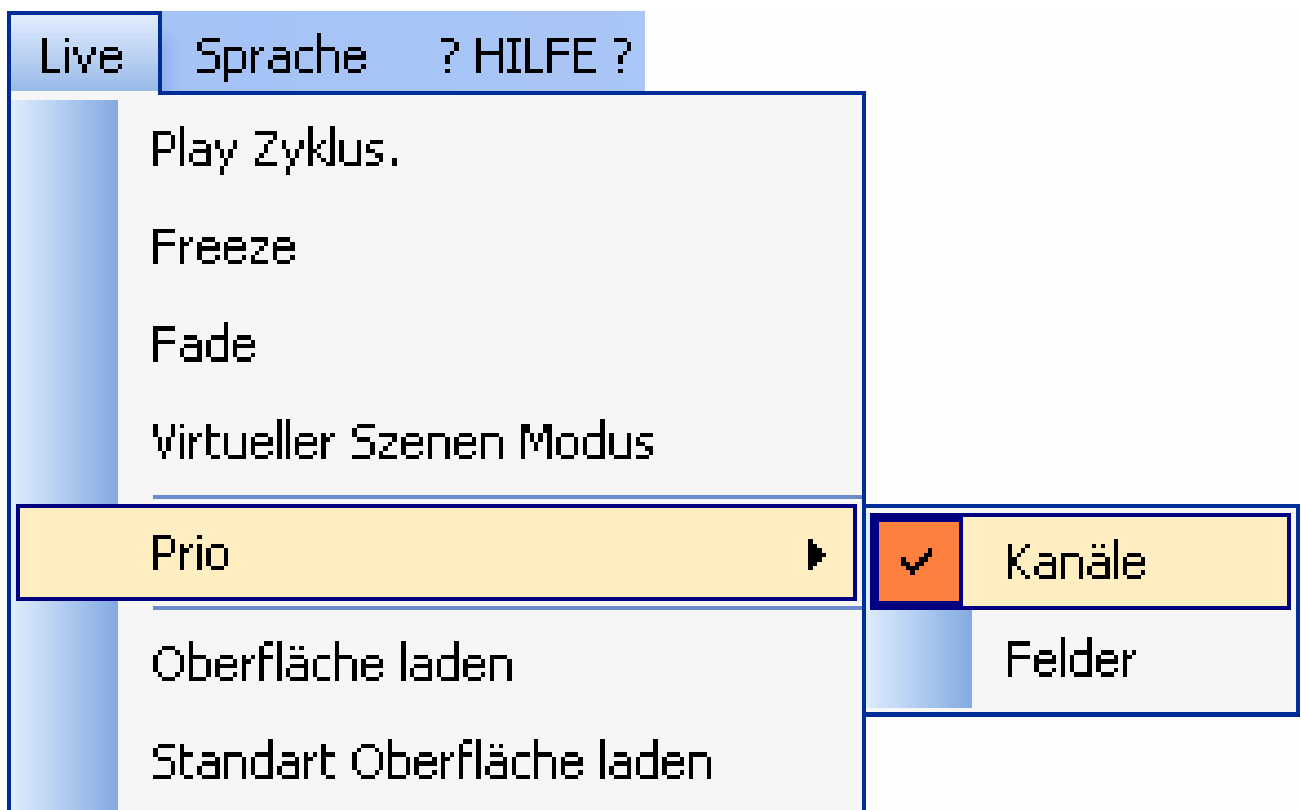 Live Sprache ? HILFE ?
Play Zyklus.
Freeze
Fade
Virtueller Szenen Modus
Prio
Kanäle
Felder
Oberfläche laden
Standart Oberfläche laden